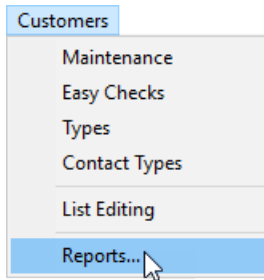 Customers
Maintenance
Easy Checks
Types
Contact Types
List Editing
Reports...